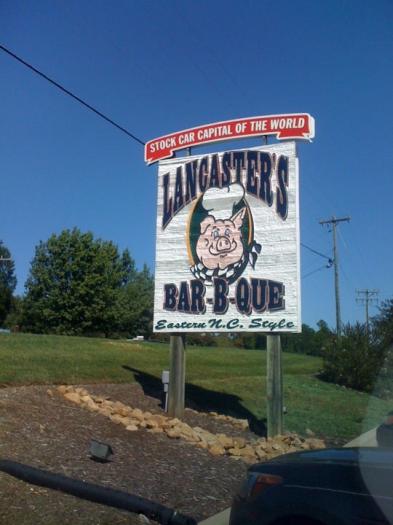 STOCK CAR CAPITAL OF THE WORLD
LANCASTER'S
BAR-B-QUE
Eastern N.C. Style